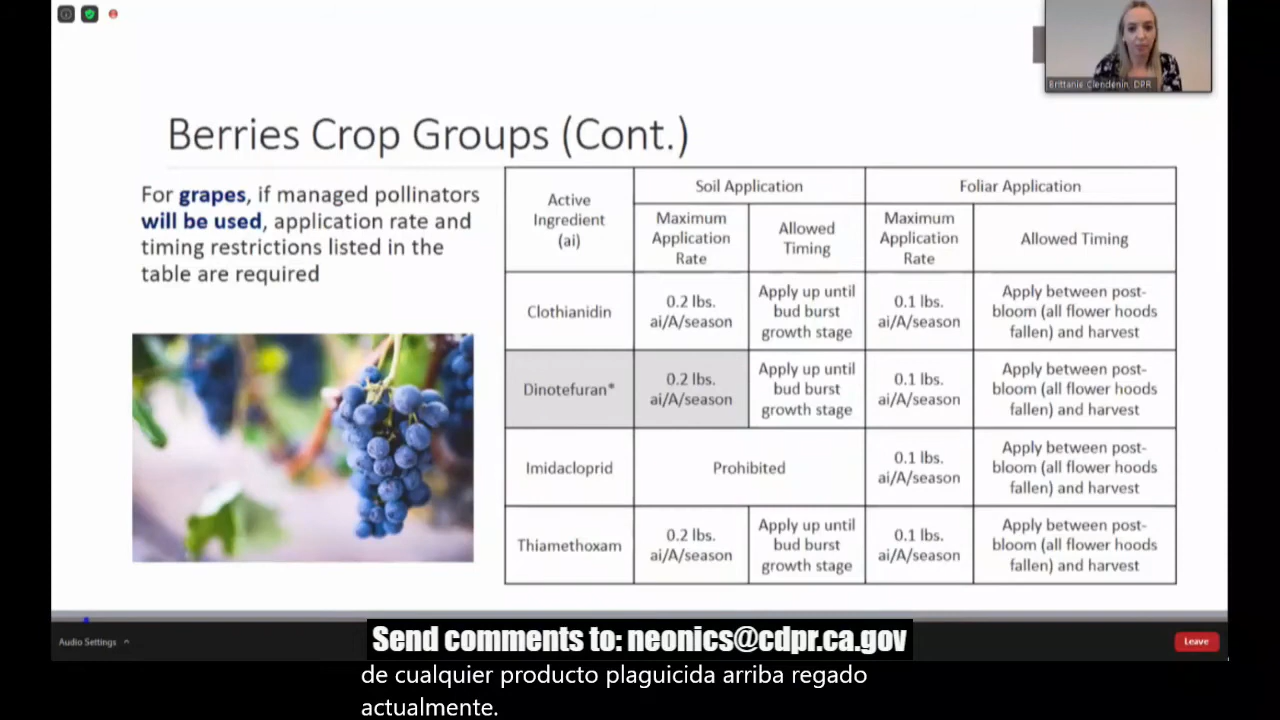 Brittanie Clendenin, DPR
Berries Crop Groups (Cont.)
For grapes, if managed pollinators
will be used, application rate and
timing restrictions listed in the
table are required
Active
Ingredient
(ai)
Soil Application
Foliar Application
Maximum
Application
Rate
Allowed
Timing
Maximum
Application
Rate
Allowed Timing
Clothianidin
0.2 lbs.
ai/A/season
Apply up until
bud burst
growth stage
0.1 lbs.
ai/A/season
Apply between post-
bloom (all flower hoods
fallen) and harvest
Dinotefuran*
0.2 lbs.
ai/A/season
Apply up until
bud burst
growth stage
0.1 lbs.
ai/A/season
Apply between post-
bloom (all flower hoods
fallen) and harvest
Imidacloprid
Prohibited
0.1 lbs.
ai/A/season
Apply between post-
bloom (all flower hoods
fallen) and harvest
Thiamethoxam
0.2 lbs.
ai/A/season
Apply up until
bud burst
growth stage
0.1 lbs.
ai/A/season
Apply between post-
bloom (all flower hoods
fallen) and harvest
Audio Settings
Leave
Send comments to: neonics@cdpr.ca.gov
de cualquier producto plaguicida arriba regado
actualmente.